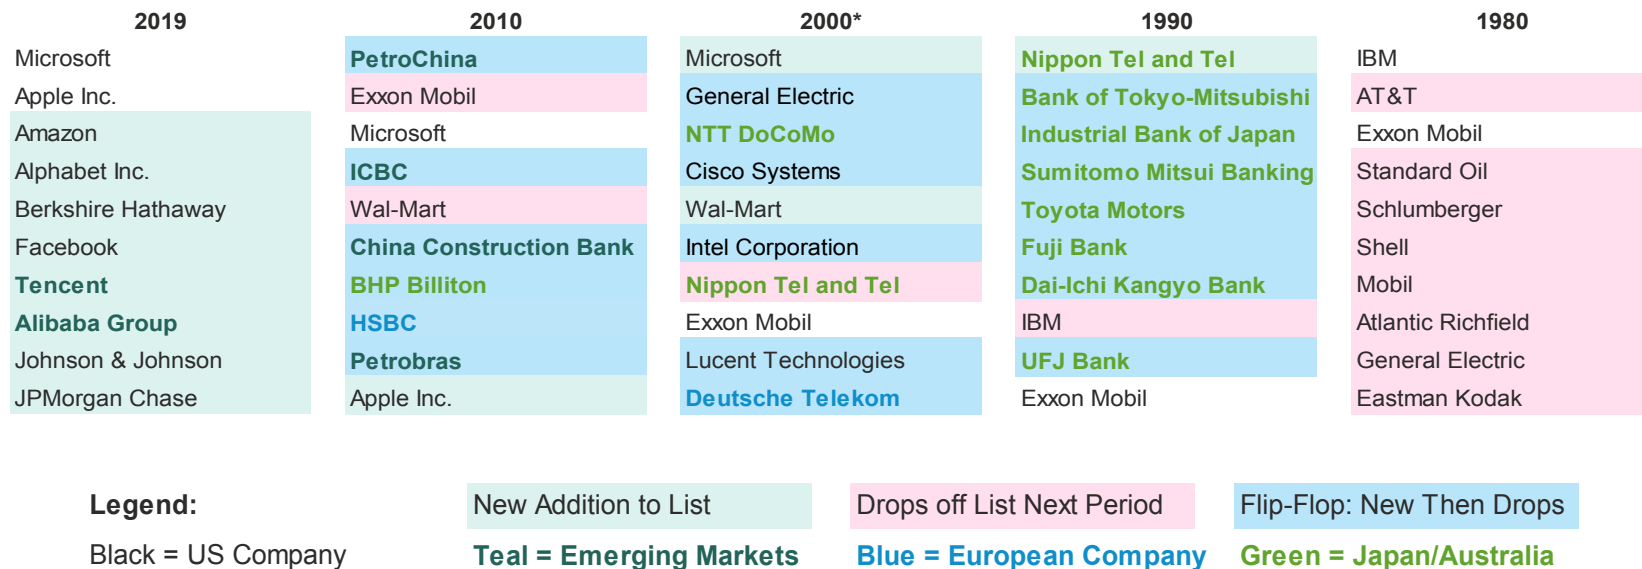 2019 2010 2000* 1990 1980
Microsoft PetroChina Microsoft Nippon Tel and Tel IBM
Apple Inc. Exxon Mobil General Electric Bank of Tokyo-Mitsubishi AT&T
Amazon Microsoft NTT DoCoMo Industrial Bank of Japan Exxon Mobil
Alphabet Inc. ICBC Cisco Systems Sumitomo Mitsui Banking Standard Oil
Berkshire Hathaway Wal-Mart Wal-Mart Toyota Motors Schlumberger
Facebook China Construction Bank Intel Corporation Fuji Bank Shell
Tencent BHP Billiton Nippon Tel and Tel Dai-Ichi Kangyo Bank Mobil
Alibaba Group HSBC Exxon Mobil IBM Atlantic Richfield
Johnson & Johnson Petrobras Lucent Technologies UFJ Bank General Electric
JPMorgan Chase Apple Inc. Deutsche Telekom Exxon Mobil Eastman Kodak
Legend: New Addition to List Drops off List Next Period Flip-Flop: New Then Drops
Black = US Company Teal = Emerging Markets Blue = European Company Green = Japan/Australia